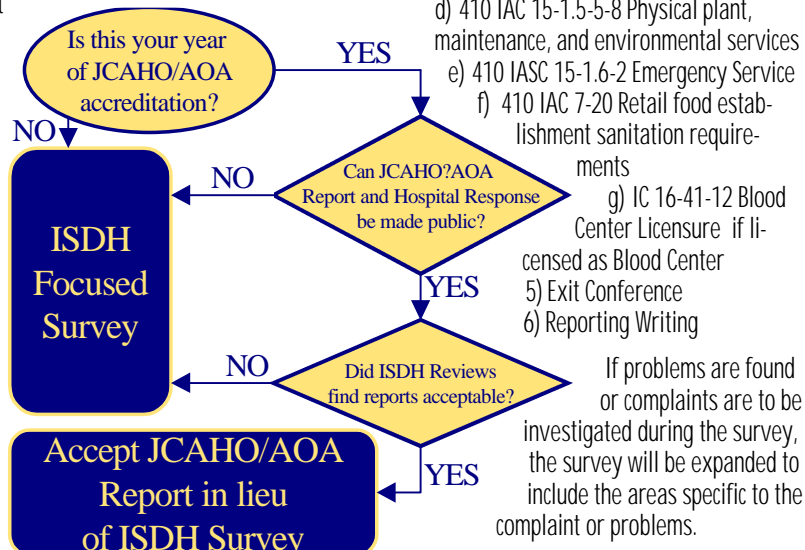 Is this your year
of JCAHO/AOA
accreditation?
YES
NO
Can JCAHO?AOA
Report and Hospital Response
be made public?
NO
YES
ISDH
Focused
Survey
Did ISDH Reviews
find reports acceptable?
NO
YES
Accept JCAHO/AOA
Report in lieu
of ISDH Survey
d) 410 IAC 15-1.5-5-8 Physical plant,
maintenance, and environmental services
e) 410 IASC 15-1.6-2 Emergency Service
f) 410 IAC 7-20 Retail food estab-
lishment sanitation require-
ments
g) IC 16-41-12 Blood
Center Licensure if li-
censed as Blood Center
5) Exit Conference
6) Reporting Writing
If problems are found
or complaints are to be
investigated during the survey,
the survey will be expanded to
include the areas specific to the
complaint or problems.